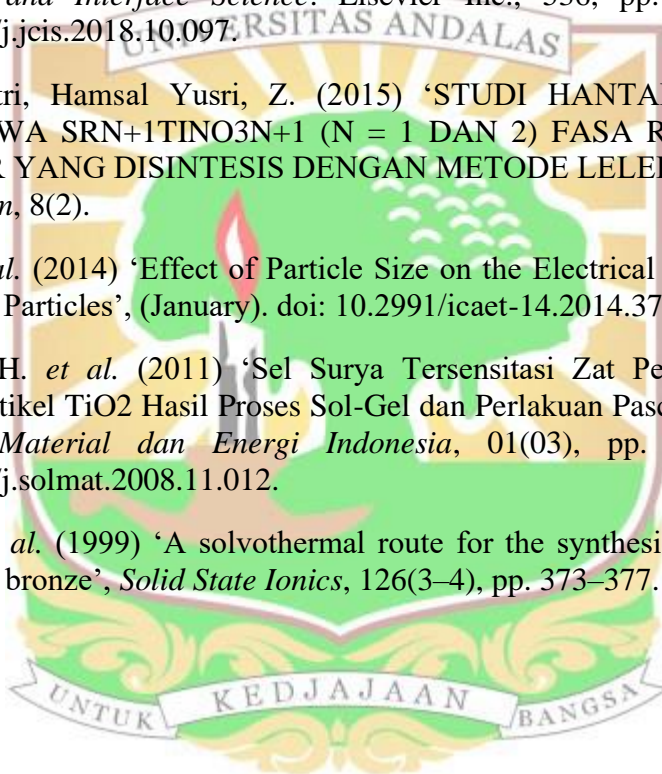 and Interface Science. Elsevier Inc., 536, pp.
/j.jcis.2018.10.097.
UNIVERSITAS ANDALAS
tri, Hamsal Yusri, Z. (2015) ‘STUDI HANTA
WA SRN+1TINO3N+1 (N = 1 DAN 2) FASA R
R YANG DISINTESIS DENGAN METODE LELE
n, 8(2).
al. (2014) ‘Effect of Particle Size on the Electrical
Particles’, (January). doi: 10.2991/icaet-14.2014.37
H. et al. (2011) ‘Sel Surya Tersensitasi Zat Pe
tikel TiO2 Hasil Proses Sol-Gel dan Perlakuan Pasc
Material dan Energi Indonesia, 01(03), pp.
/j.solmat.2008.11.012.
al. (1999) ‘A solvothermal route for the synthesi
bronze’, Solid State Ionics, 126(3–4), pp. 373–377.
UNTUK KEDJAJAAN BANGSA